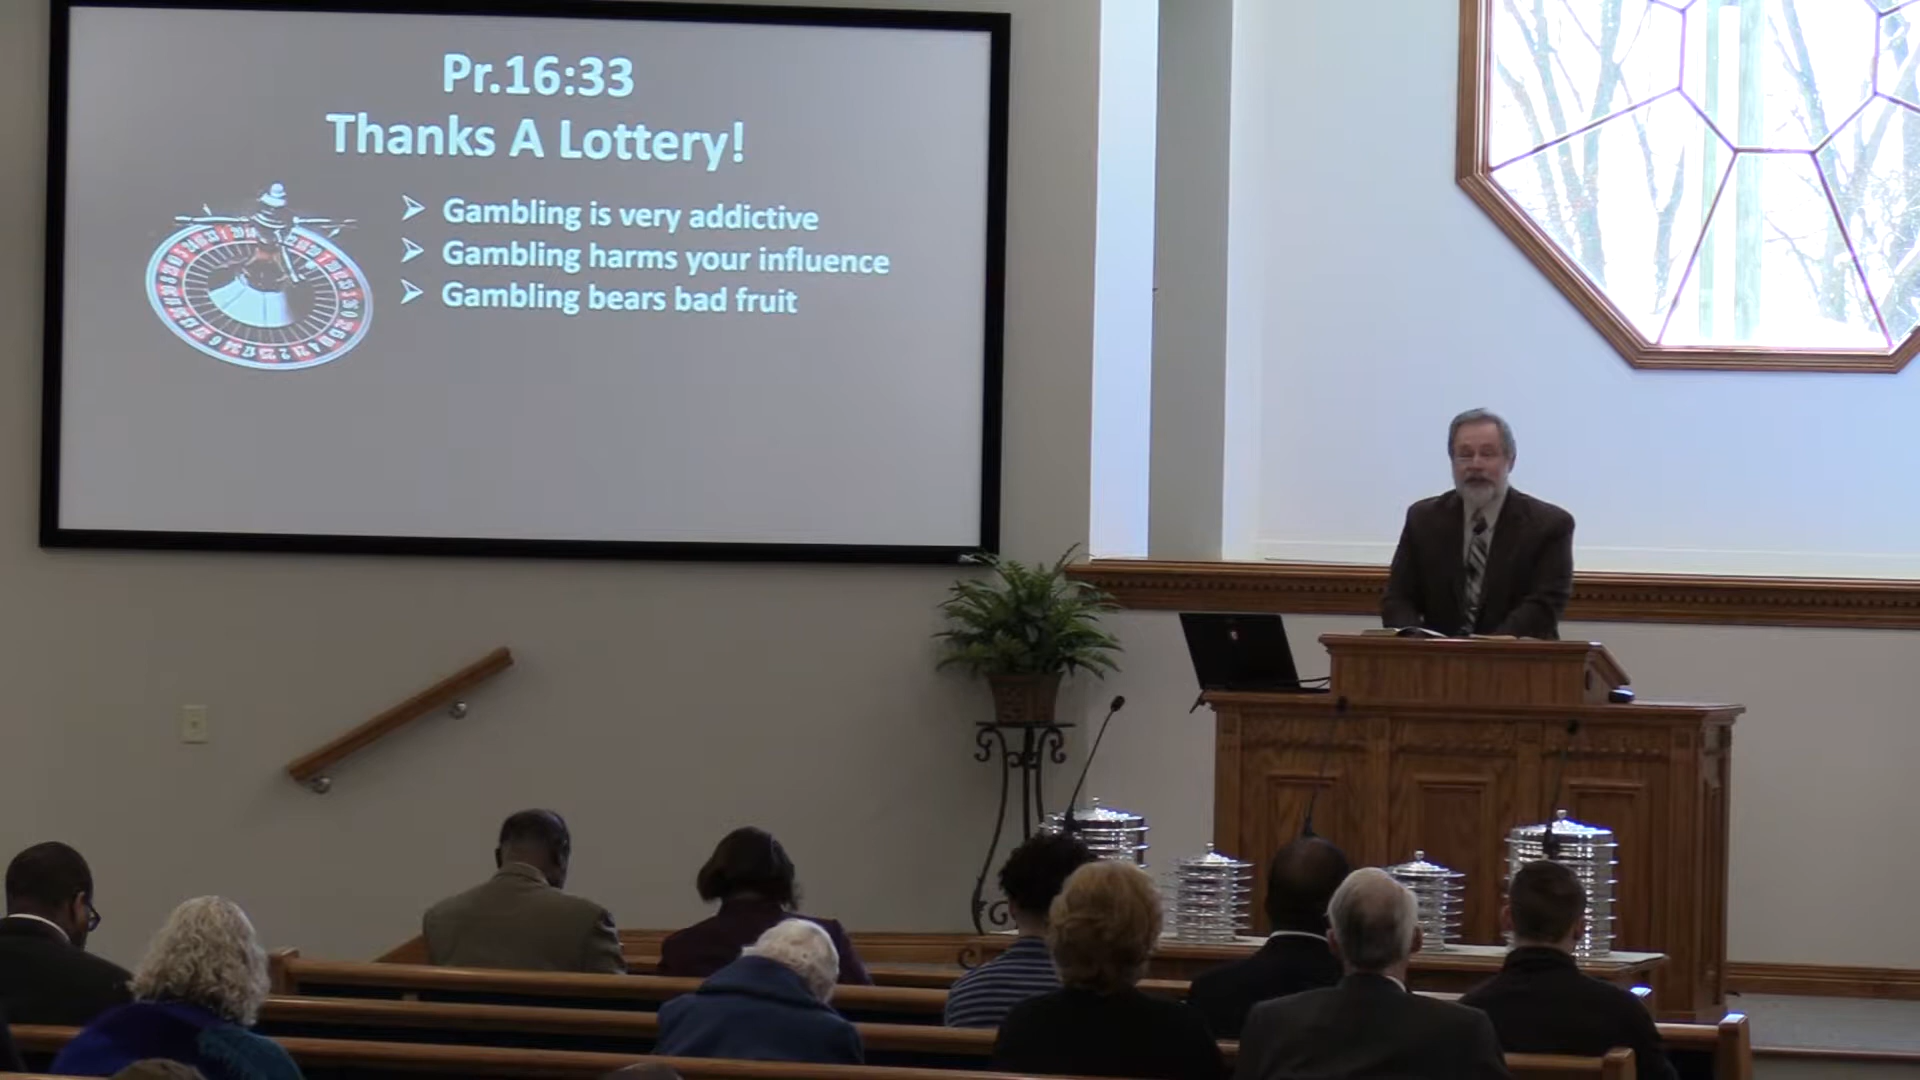 Pr.16:33
Thanks A Lottery!
➢ Gambling is very addictive
➢ Gambling harms your influence
➢ Gambling bears bad fruit